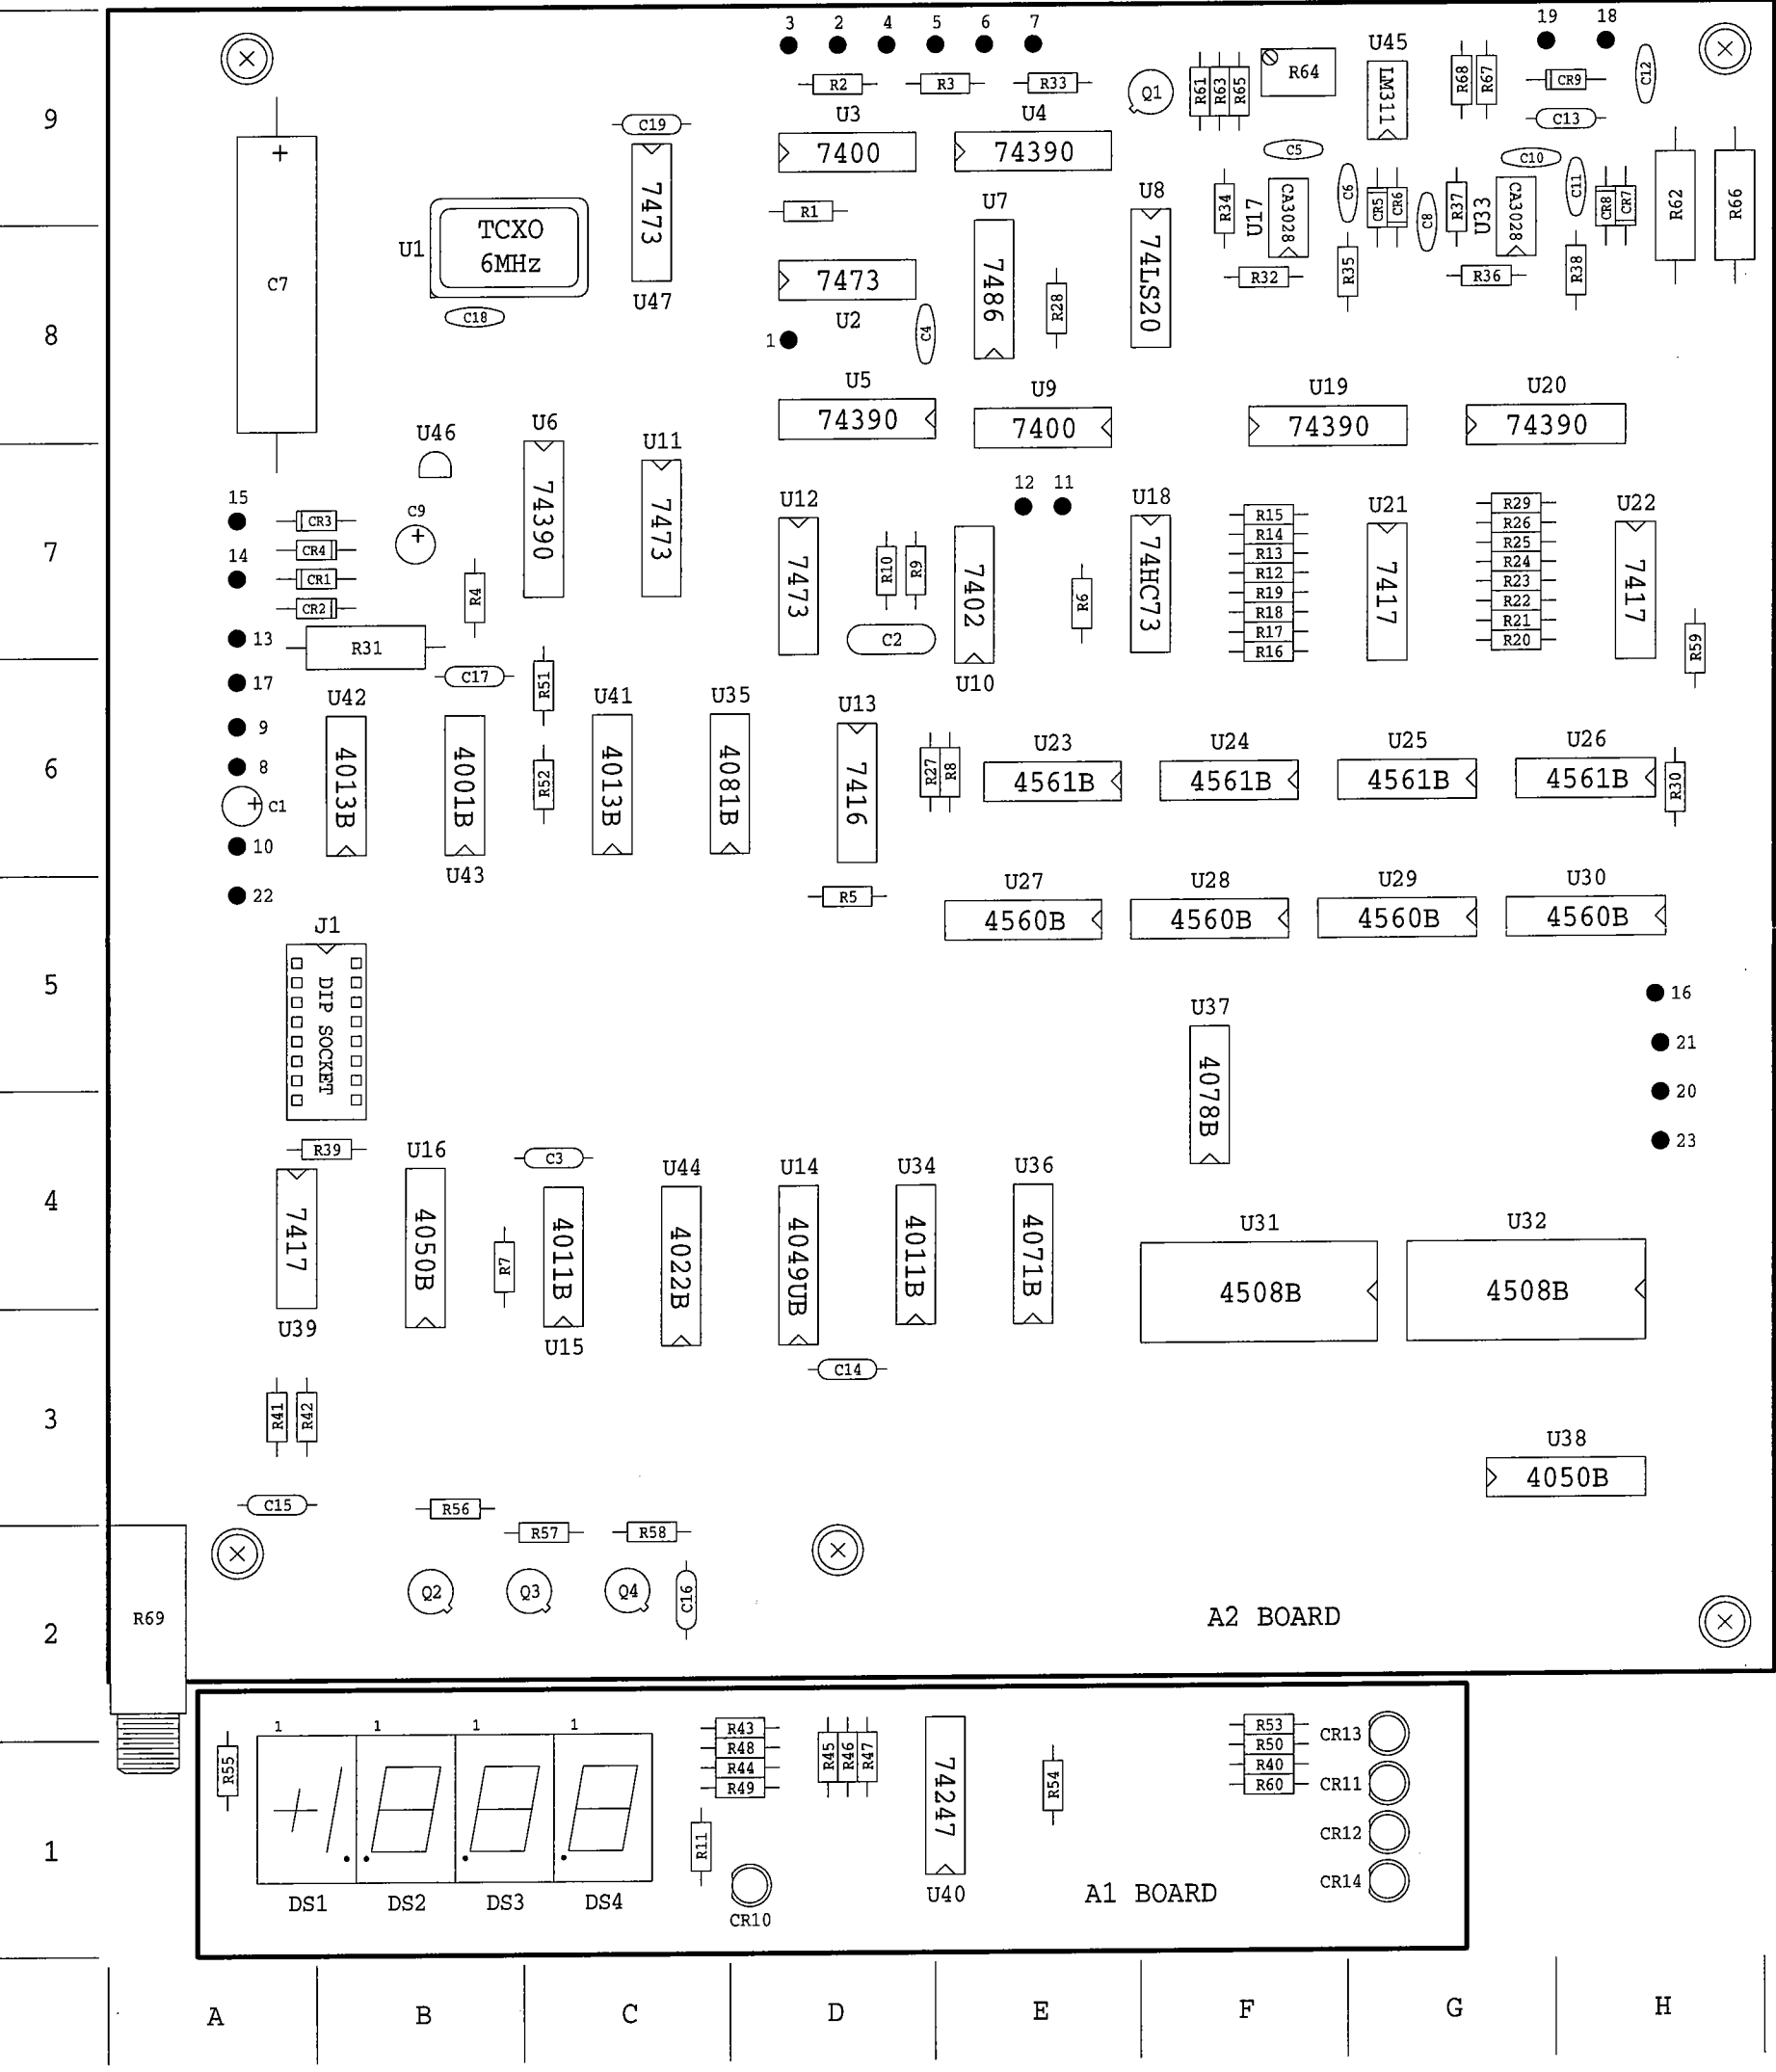 3 2 4 5 6 7 19 18
U45
R2 R3 R33 Q1 R61 R63 R65 R64 LM311 R68 R67 CR9 C12
9
C19 U3 U4 C13
+ 7400 74390 C5 C10
7473 U7 U8 C6 C11
R1 R34 U17 CA3028 CR5 CR6 C8 R37 U33 CA3028 CR8 CR7 R62 R66
U1 TCXO
6MHz
C7 7473 7486 R28 74LS20 R32 R35 R36 R38
U47
C18 U2 C4
8
1
U5 U9 U19 U20
74390 7400 74390 74390
U46 U6 U11
15 C9 12 11
U12 U18 U21 U22
CR3 + 74390 7473 R15 R29
R14 R26
14 CR4 R13 R25
7 CR1 R4 7473 R10 R9 7402 R6 74HC73 R12 7417 R24 7417
R19 R23
CR2 R18 R22
13 R31 C2 R17 R21
R16 R20 R59
17 C17 R51 U10
U42 U41 U35 U13
9
8 U23 U24 U25 U26
6 4013B 4001B R52 4013B 4081B 7416 R27 R8 4561B 4561B 4561B 4561B R30
+ C1
10
U43
22 R5 U27 U28 U29 U30
4560B 4560B 4560B 4560B
J1
5 DIP SOCKET 16
U37
21
4078B 20
23
R39 U16 C3 U44 U14 U34 U36
4 7417 4050B R7 4011B 4022B 4049UB 4011B 4071B U31 U32
4508B 4508B
U39 U15
C14
3 R41 R42
U38
4050B
C15 R56
R57 R58
Q2 Q3 Q4 C16
2 R69 A2 BOARD
1 1 1 1 R43 R53 CR13
R55 R48 R45 R46 R47 R50
R44 74247 R54 R40
R49 R60 CR11
+
1 R11 CR12
CR14
DS1 DS2 DS3 DS4 U40 A1 BOARD
CR10
A B C D E F G H